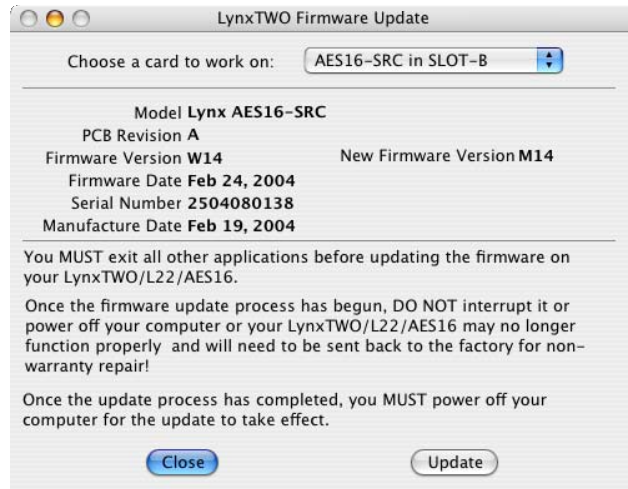 LynxTWO Firmware Update
Choose a card to work on: AES16-SRC in SLOT-B
Model Lynx AES16-SRC
PCB Revision A
Firmware Version W14 New Firmware Version M14
Firmware Date Feb 24, 2004
Serial Number 2504080138
Manufacture Date Feb 19, 2004
You MUST exit all other applications before updating the firmware on
your LynxTWO/L22/AES16.
Once the firmware update process has begun, DO NOT interrupt it or
power off your computer or your LynxTWO/L22/AES16 may no longer
function properly and will need to be sent back to the factory for non-
warranty repair!
Once the update process has completed, you MUST power off your
computer for the update to take effect.
Close Update